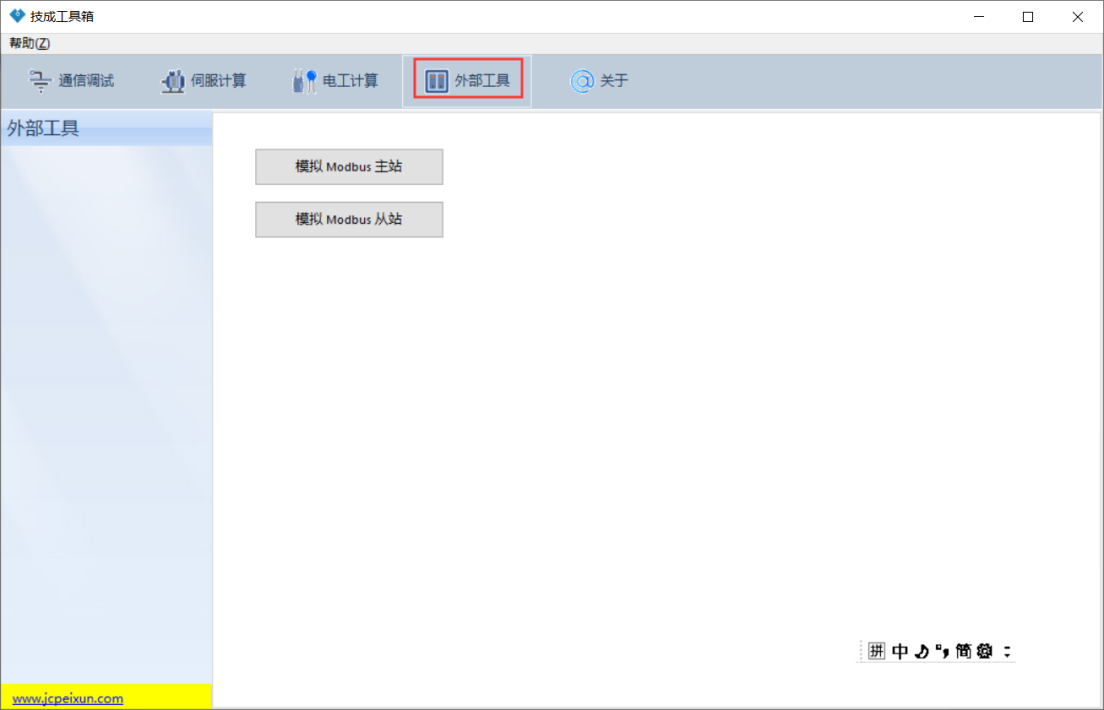 技成工具箱
帮助(Z)
通信调试 伺服计算 电工计算 外部工具 关于
外部工具
模拟 Modbus 主站
模拟 Modbus 从站
拼 中 简
www.jcpeixun.com